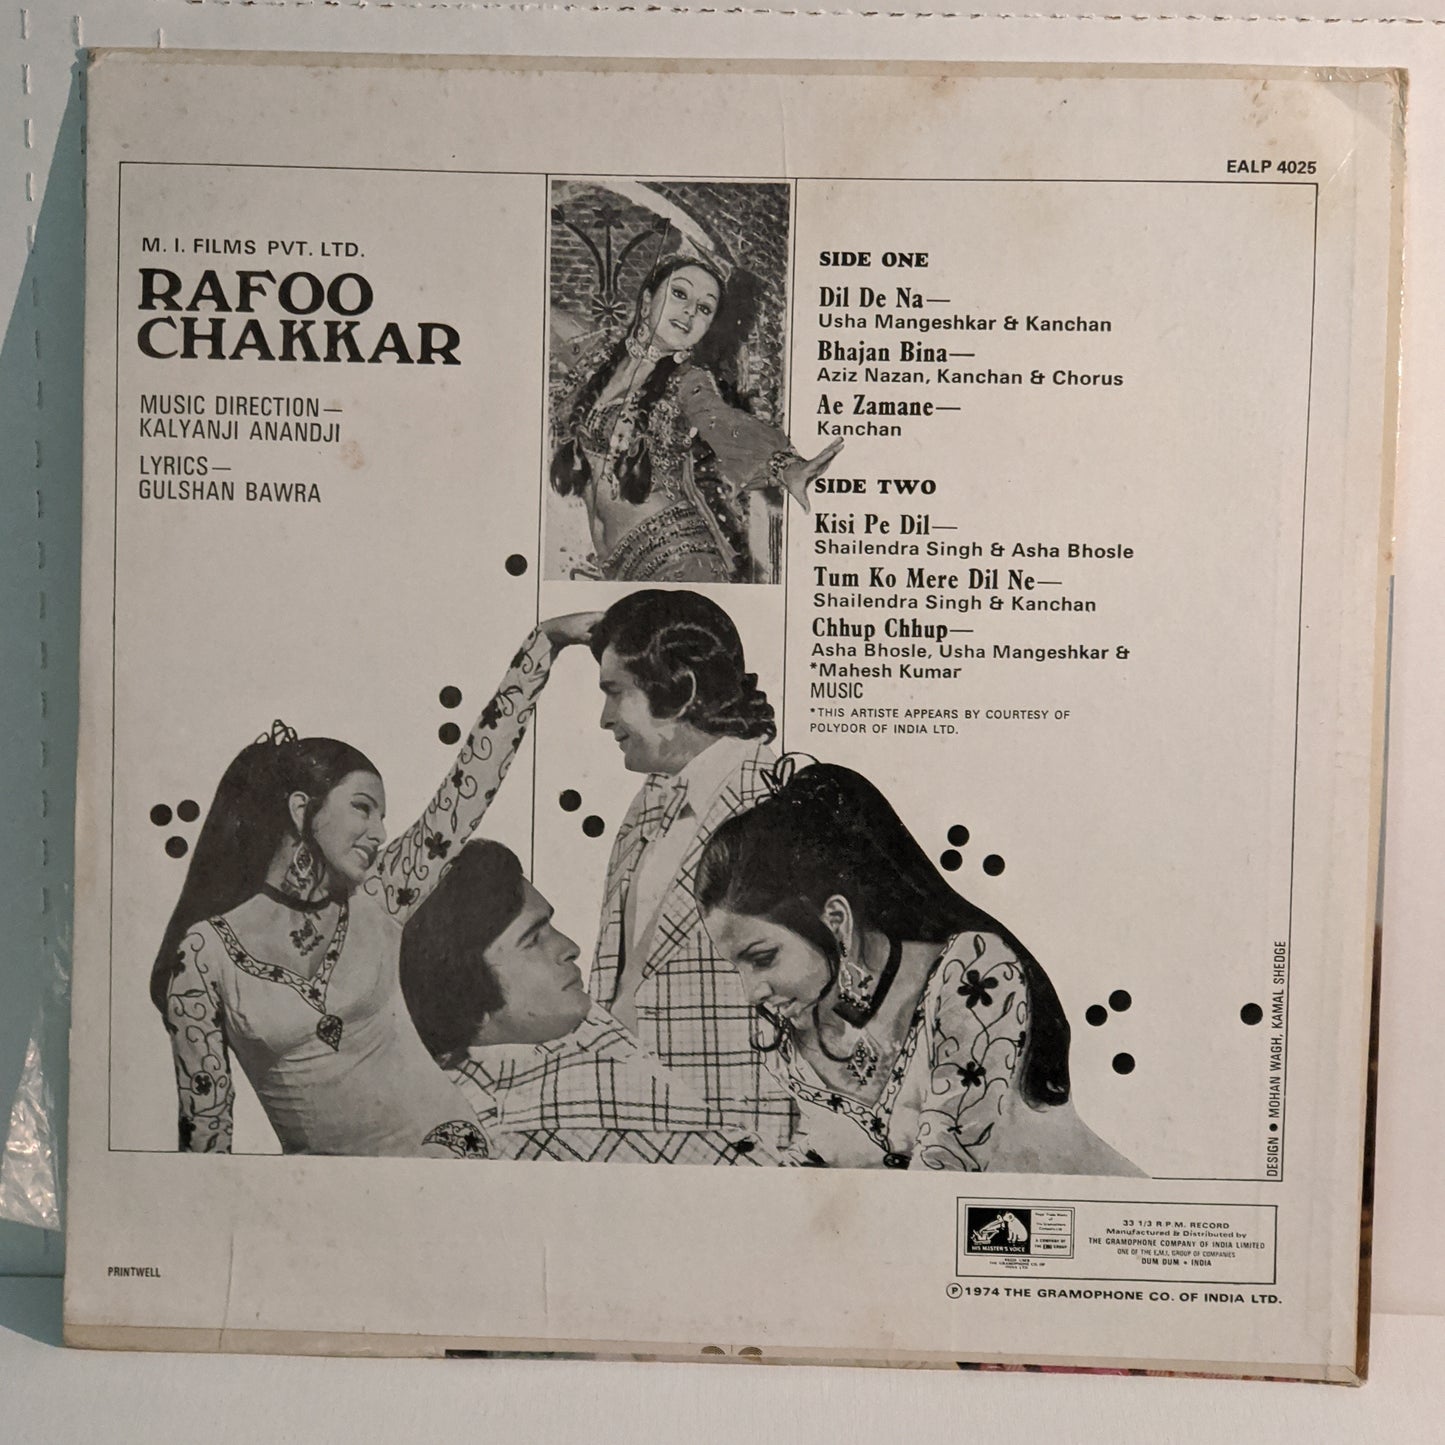 EALP 4025
M. I. FILMS PVT. LTD.
RAFOO
CHAKKAR
MUSIC DIRECTION—
KALYANJI ANANDJI
LYRICS—
GULSHAN BAWRA
SIDE ONE
Dil De Na—
Usha Mangeshkar & Kanchan
Bhajan Bina—
Aziz Nazan, Kanchan & Chorus
Ae Zamane—
Kanchan
SIDE TWO
Kisi Pe Dil—
Shailendra Singh & Asha Bhosle
Tum Ko Mere Dil Ne—
Shailendra Singh & Kanchan
Chhup Chhup—
Asha Bhosle, Usha Mangeshkar &
*Mahesh Kumar
MUSIC
*THIS ARTISTE APPEARS BY COURTESY OF
POLYDOR OF INDIA LTD.
DESIGN ● MOHAN WAGH, KAMAL SHEDGE
HIS MASTER'S VOICE
33 1/3 R.P.M. RECORD
Manufactured & Distributed by
THE GRAMOPHONE COMPANY OF INDIA LIMITED
ONE OF THE E.M.I. GROUP OF COMPANIES
DUM DUM • INDIA
PRINTWELL
Ⓟ 1974 THE GRAMOPHONE CO. OF INDIA LTD.